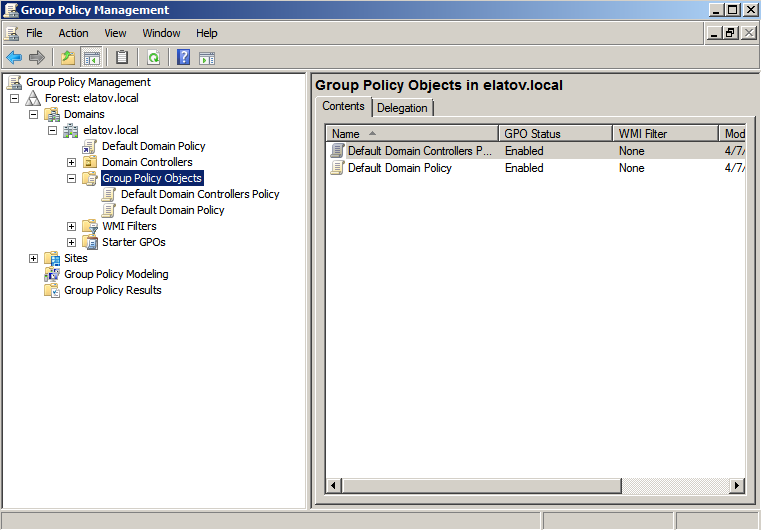 Group Policy Management
File Action View Window Help
Group Policy Management
Forest: elatov.local
Domains
elatov.local
Default Domain Policy
Domain Controllers
Group Policy Objects
Default Domain Controllers Policy
Default Domain Policy
WMI Filters
Starter GPOs
Sites
Group Policy Modeling
Group Policy Results
Group Policy Objects in elatov.local
Contents Delegation
Name GPO Status WMI Filter Mod
Default Domain Controllers P... Enabled None 4/7/
Default Domain Policy Enabled None 4/7/